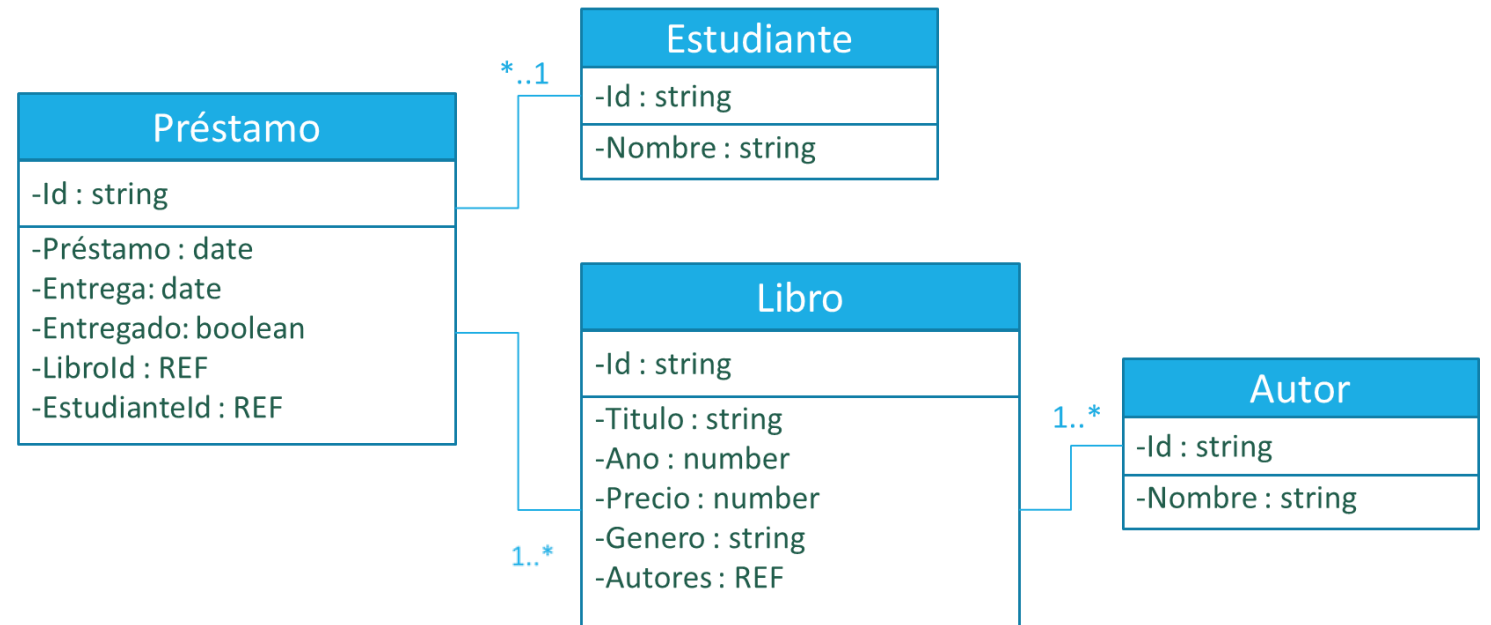 Préstamo
-Id : string
-Préstamo : date
-Entrega: date
-Entregado: boolean
-LibroId : REF
-EstudianteId : REF
*..1
Estudiante
-Id : string
-Nombre : string
1..*
Libro
-Id : string
-Titulo : string
-Ano : number
-Precio : number
-Genero : string
-Autores : REF
1..*
Autor
-Id : string
-Nombre : string